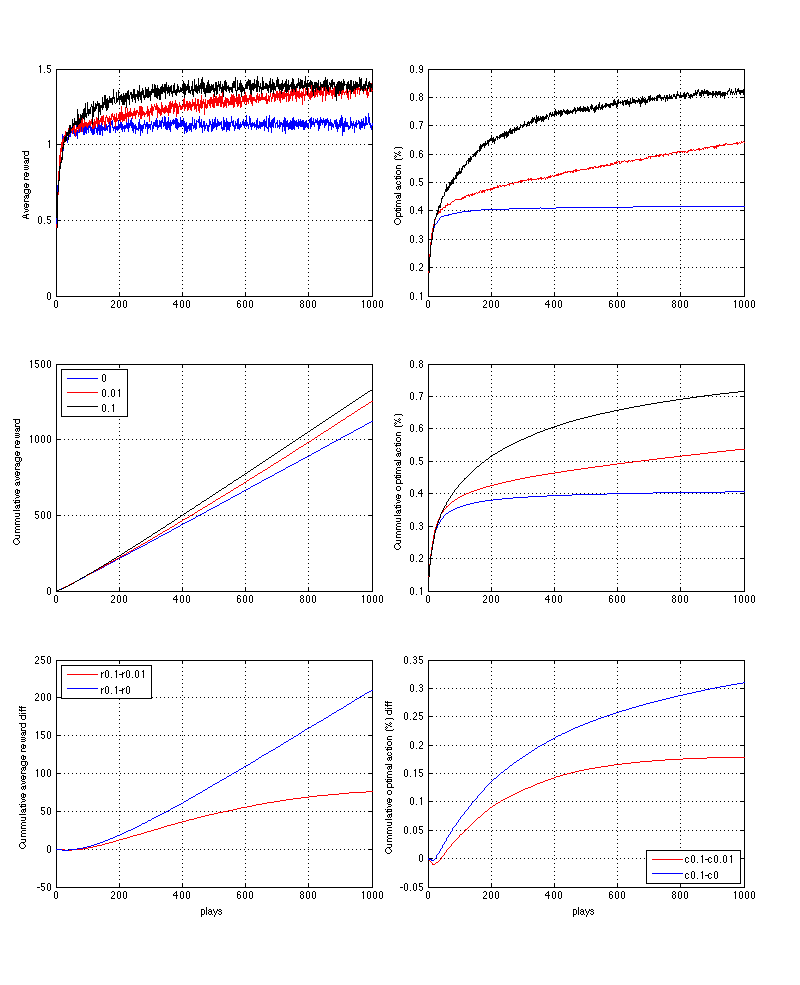 1.5
1
0.5
0
Average reward
0 200 400 600 800 1000
0.9
0.8
0.7
0.6
0.5
0.4
0.3
0.2
0.1
Optimal action (%)
0 200 400 600 800 1000
1500
1000
500
0
Cummulative average reward
0
0.01
0.1
0 200 400 600 800 1000
0.8
0.7
0.6
0.5
0.4
0.3
0.2
0.1
Cummulative optimal action (%)
0 200 400 600 800 1000
250
200
150
100
50
0
-50
Cummulative average reward diff
r0.1-r0.01
r0.1-r0
0 200 400 600 800 1000
plays
0.35
0.3
0.25
0.2
0.15
0.1
0.05
0
-0.05
Cummulative optimal action (%) diff
c0.1-c0.01
c0.1-c0
0 200 400 600 800 1000
plays